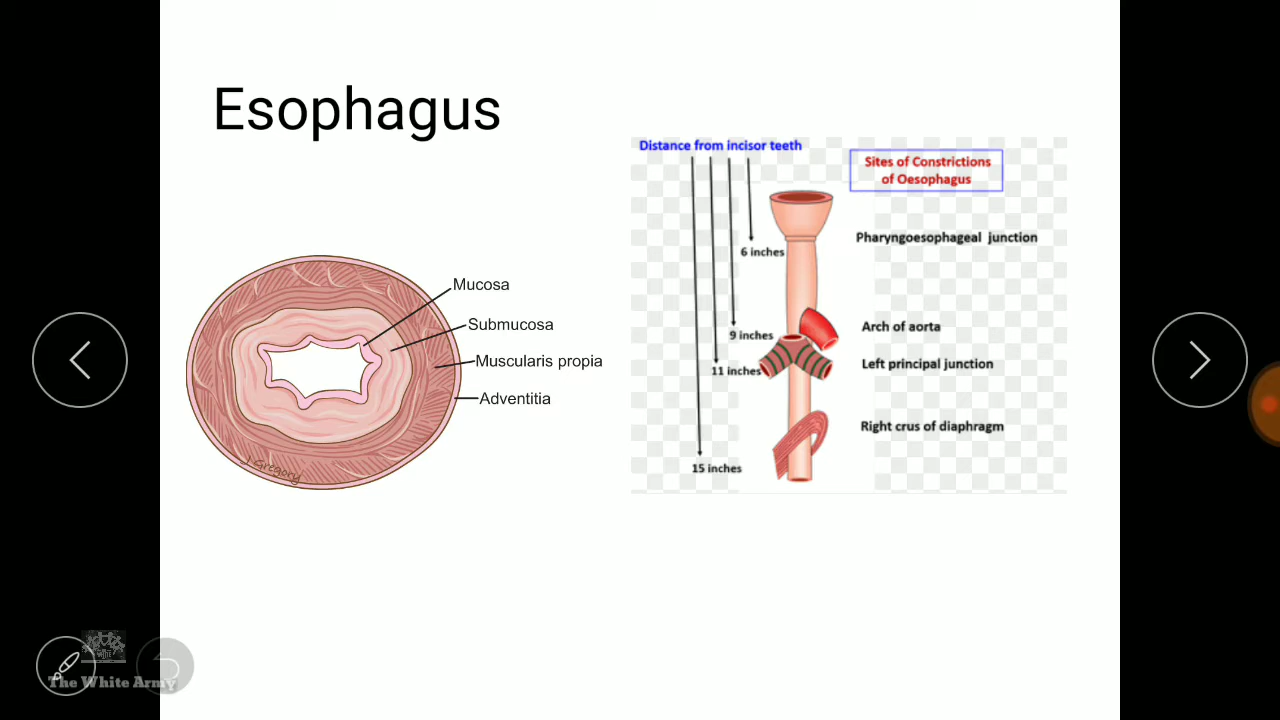 Esophagus
Mucosa
Submucosa
Muscularis propia
Adventitia
J Gregory
Distance from incisor teeth
Sites of Constrictions
of Oesophagus
6 inches
Pharyngoesophageal junction
9 inches
Arch of aorta
11 inches
Left principal junction
Right crus of diaphragm
15 inches
The White Army